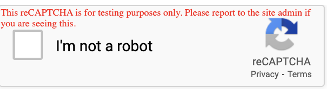 This reCAPTCHA is for testing purposes only. Please report to the site admin if
you are seeing this.
I'm not a robot
reCAPTCHA
Privacy - Terms